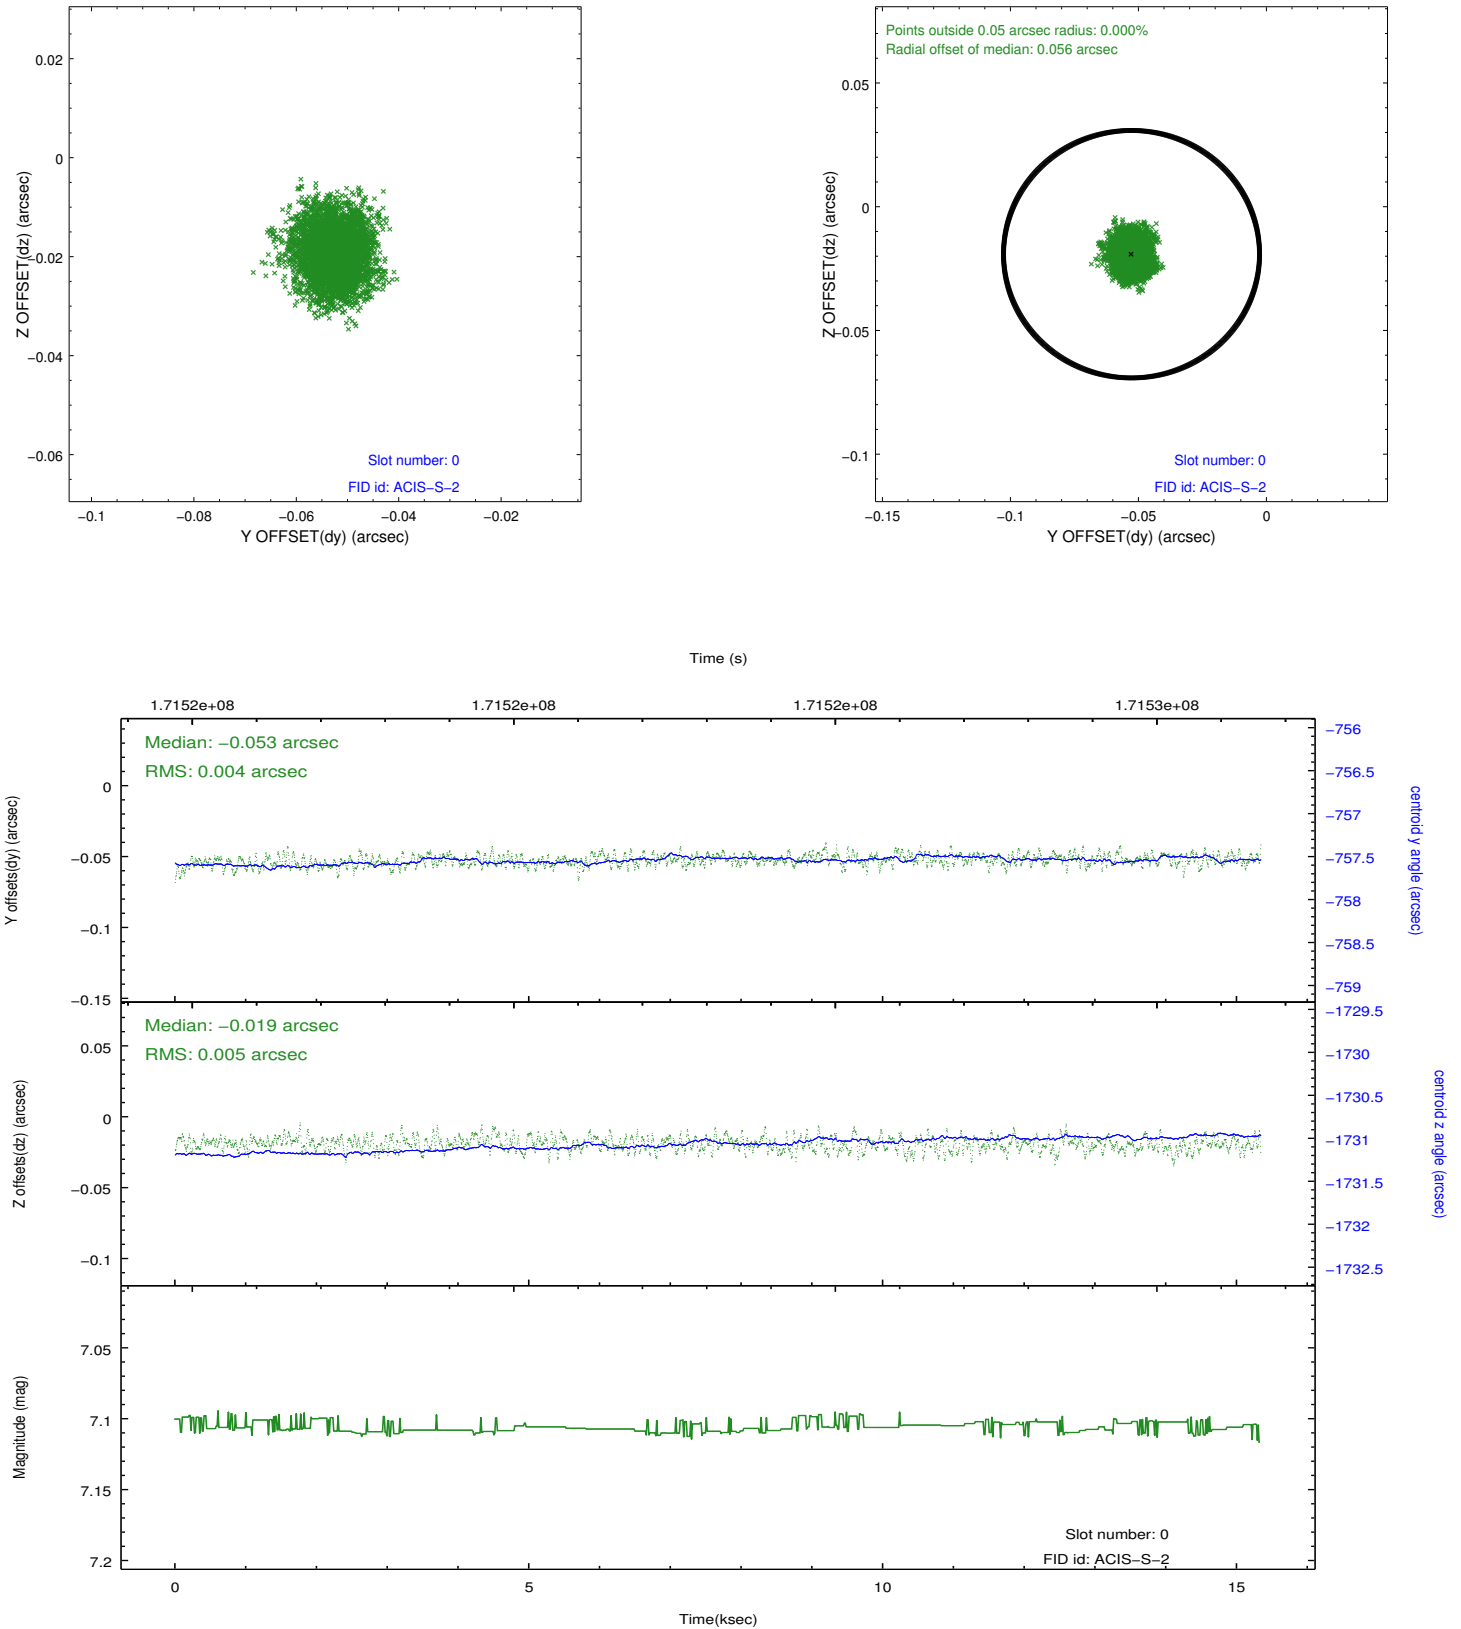 0.02
0
−0.02
−0.04
−0.06
Z OFFSET(dz) (arcsec)
Slot number: 0
FID id: ACIS−S−2
−0.1
−0.08
−0.06
−0.04
−0.02
Y OFFSET(dy) (arcsec)
Points outside 0.05 arcsec radius: 0.000%
Radial offset of median: 0.056 arcsec
0.05
0
−0.05
−0.1
Z OFFSET(dz) (arcsec)
Slot number: 0
FID id: ACIS−S−2
−0.15
−0.1
−0.05
0
Y OFFSET(dy) (arcsec)
Time (s)
1.7152e+08
1.7152e+08
1.7152e+08
1.7153e+08
Median: −0.053 arcsec
RMS: 0.004 arcsec
0
−0.05
−0.1
−0.15
Y offsets(dy) (arcsec)
−756
−756.5
−757
−757.5
−758
−758.5
−759
centroid y angle (arcsec)
Median: −0.019 arcsec
RMS: 0.005 arcsec
0.05
0
−0.05
−0.1
Z offsets(dz) (arcsec)
−1729.5
−1730
−1730.5
−1731
−1731.5
−1732
−1732.5
centroid z angle (arcsec)
7.05
7.1
7.15
7.2
Magnitude (mag)
Slot number: 0
FID id: ACIS−S−2
0
5
10
15
Time(ksec)